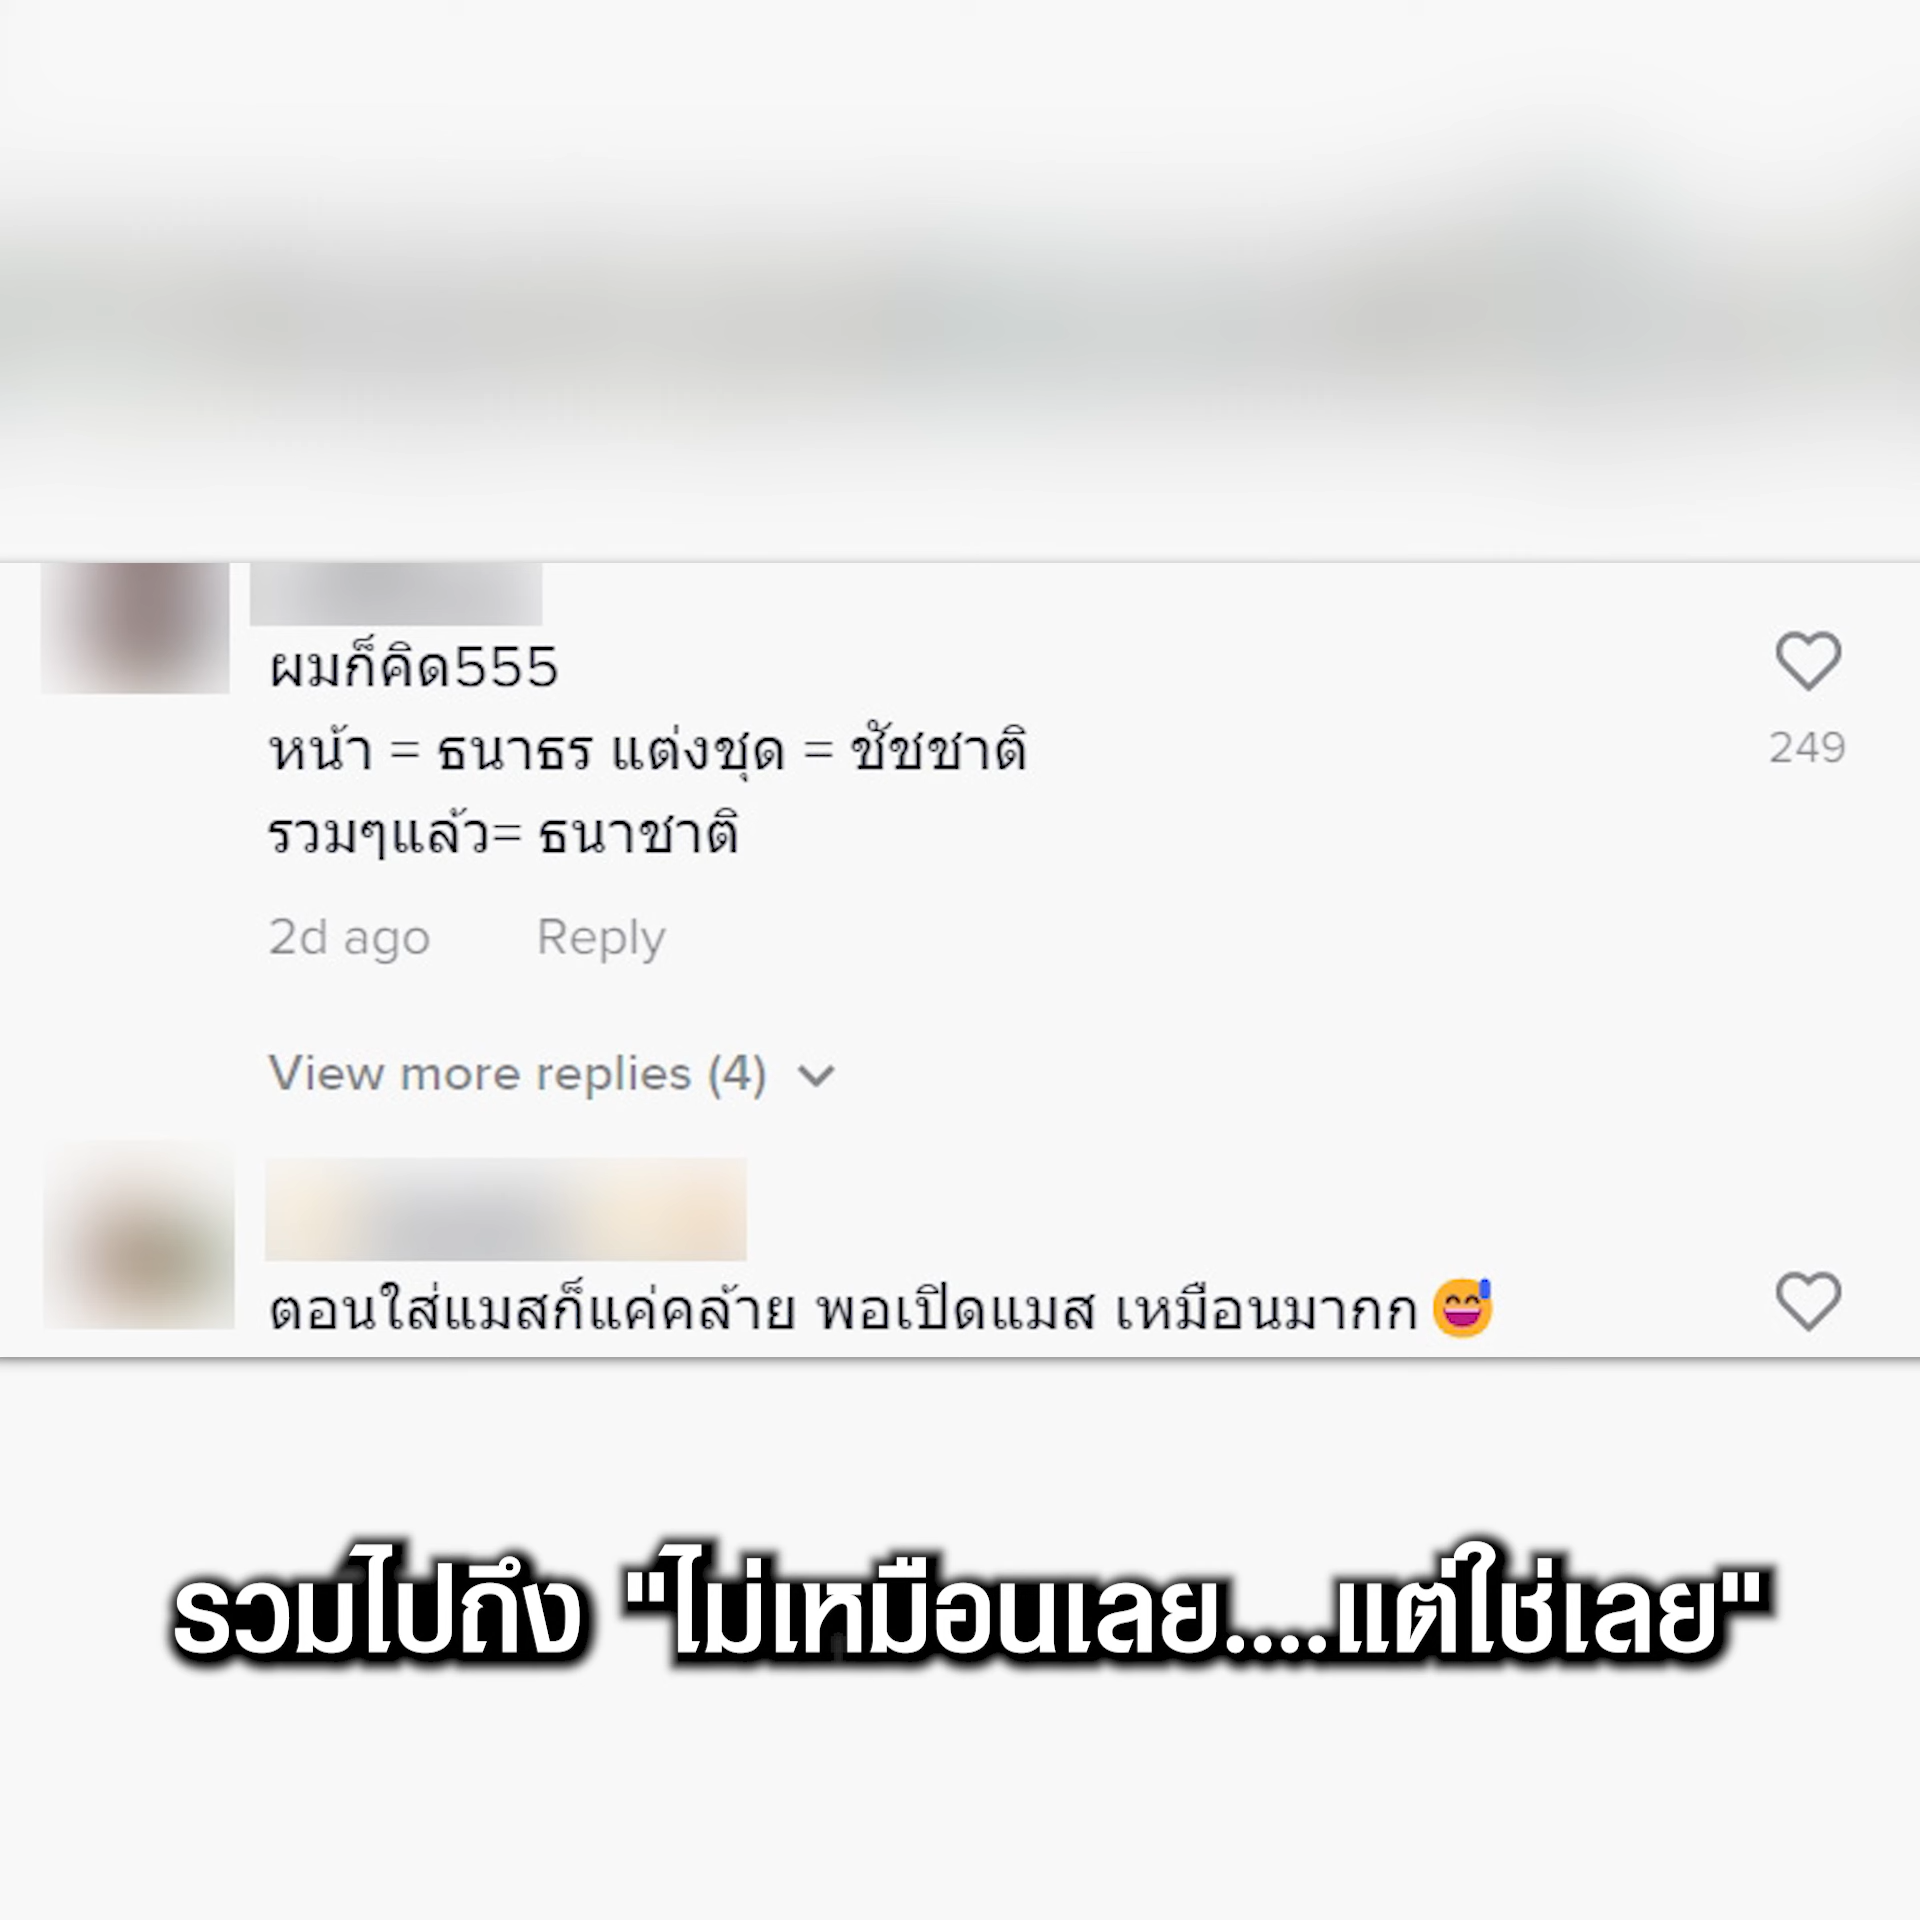 ผมก็คิด555
หน้า = ธนาธร แต่งชุด = ชัชชาติ
249
รวมๆแล้ว= ธนาชาติ
2d ago Reply
View more replies (4)
ตอนใส่แมสก็แค่คล้าย พอเปิดแมส เหมือนมากก😅
รวมไปถึง "ไม่เหมือนเลย....แต่ใช่เลย"